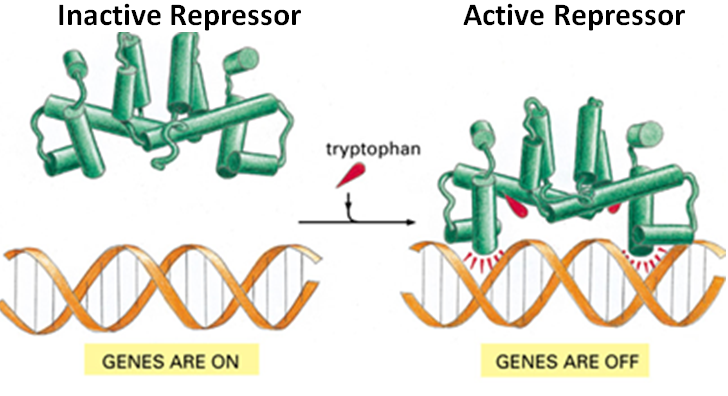 Inactive Repressor
Active Repressor
tryptophan
GENES ARE ON
GENES ARE OFF